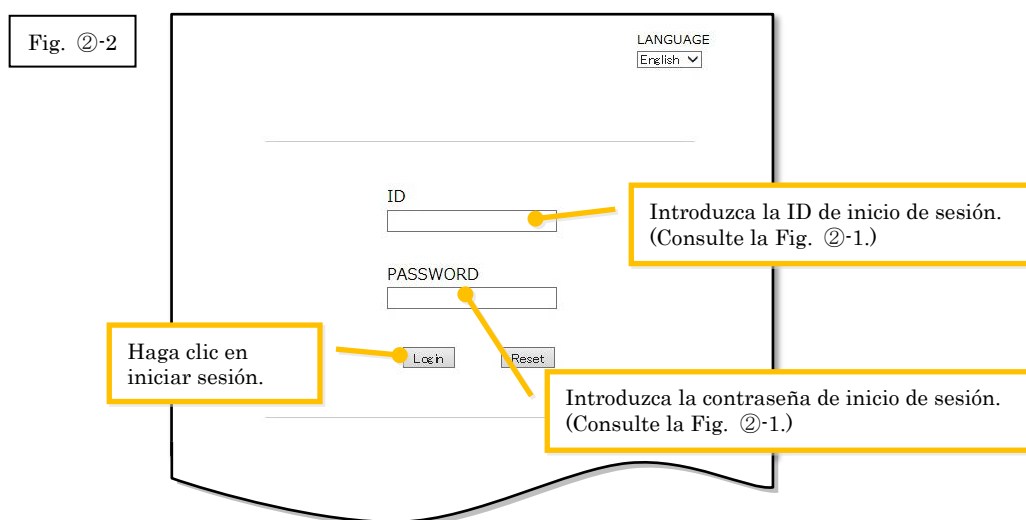 Fig. ②-2
LANGUAGE
English
ID
Introduzca la ID de inicio de sesión.
(Consulte la Fig. ②-1.)
PASSWORD
Haga clic en
iniciar sesión.
Login
Reset
Introduzca la contraseña de inicio de sesión.
(Consulte la Fig. ②-1.)